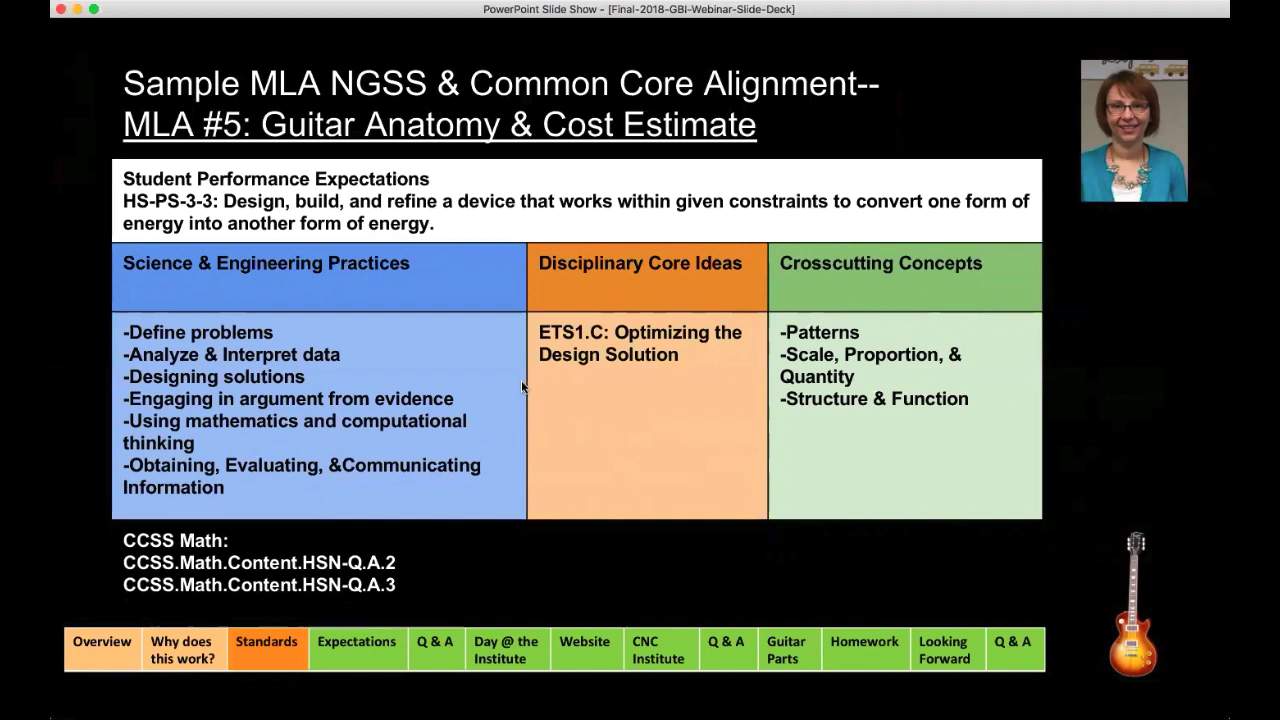 PowerPoint Slide Show - [Final-2018-GBI-Webinar-Slide-Deck]
Sample MLA NGSS & Common Core Alignment--
MLA #5: Guitar Anatomy & Cost Estimate
Student Performance Expectations
HS-PS-3-3: Design, build, and refine a device that works within given constraints to convert one form of
energy into another form of energy.
Science & Engineering Practices
Disciplinary Core Ideas
Crosscutting Concepts
-Define problems
-Analyze & Interpret data
-Designing solutions
-Engaging in argument from evidence
-Using mathematics and computational
thinking
-Obtaining, Evaluating, &Communicating
Information
ETS1.C: Optimizing the
Design Solution
-Patterns
-Scale, Proportion, &
Quantity
-Structure & Function
CCSS Math:
CCSS.Math.Content.HSN-Q.A.2
CCSS.Math.Content.HSN-Q.A.3
Overview
Why does
this work?
Standards
Expectations
Q & A
Day @ the
Institute
Website
CNC
Institute
Q & A
Guitar
Parts
Homework
Looking
Forward
Q & A